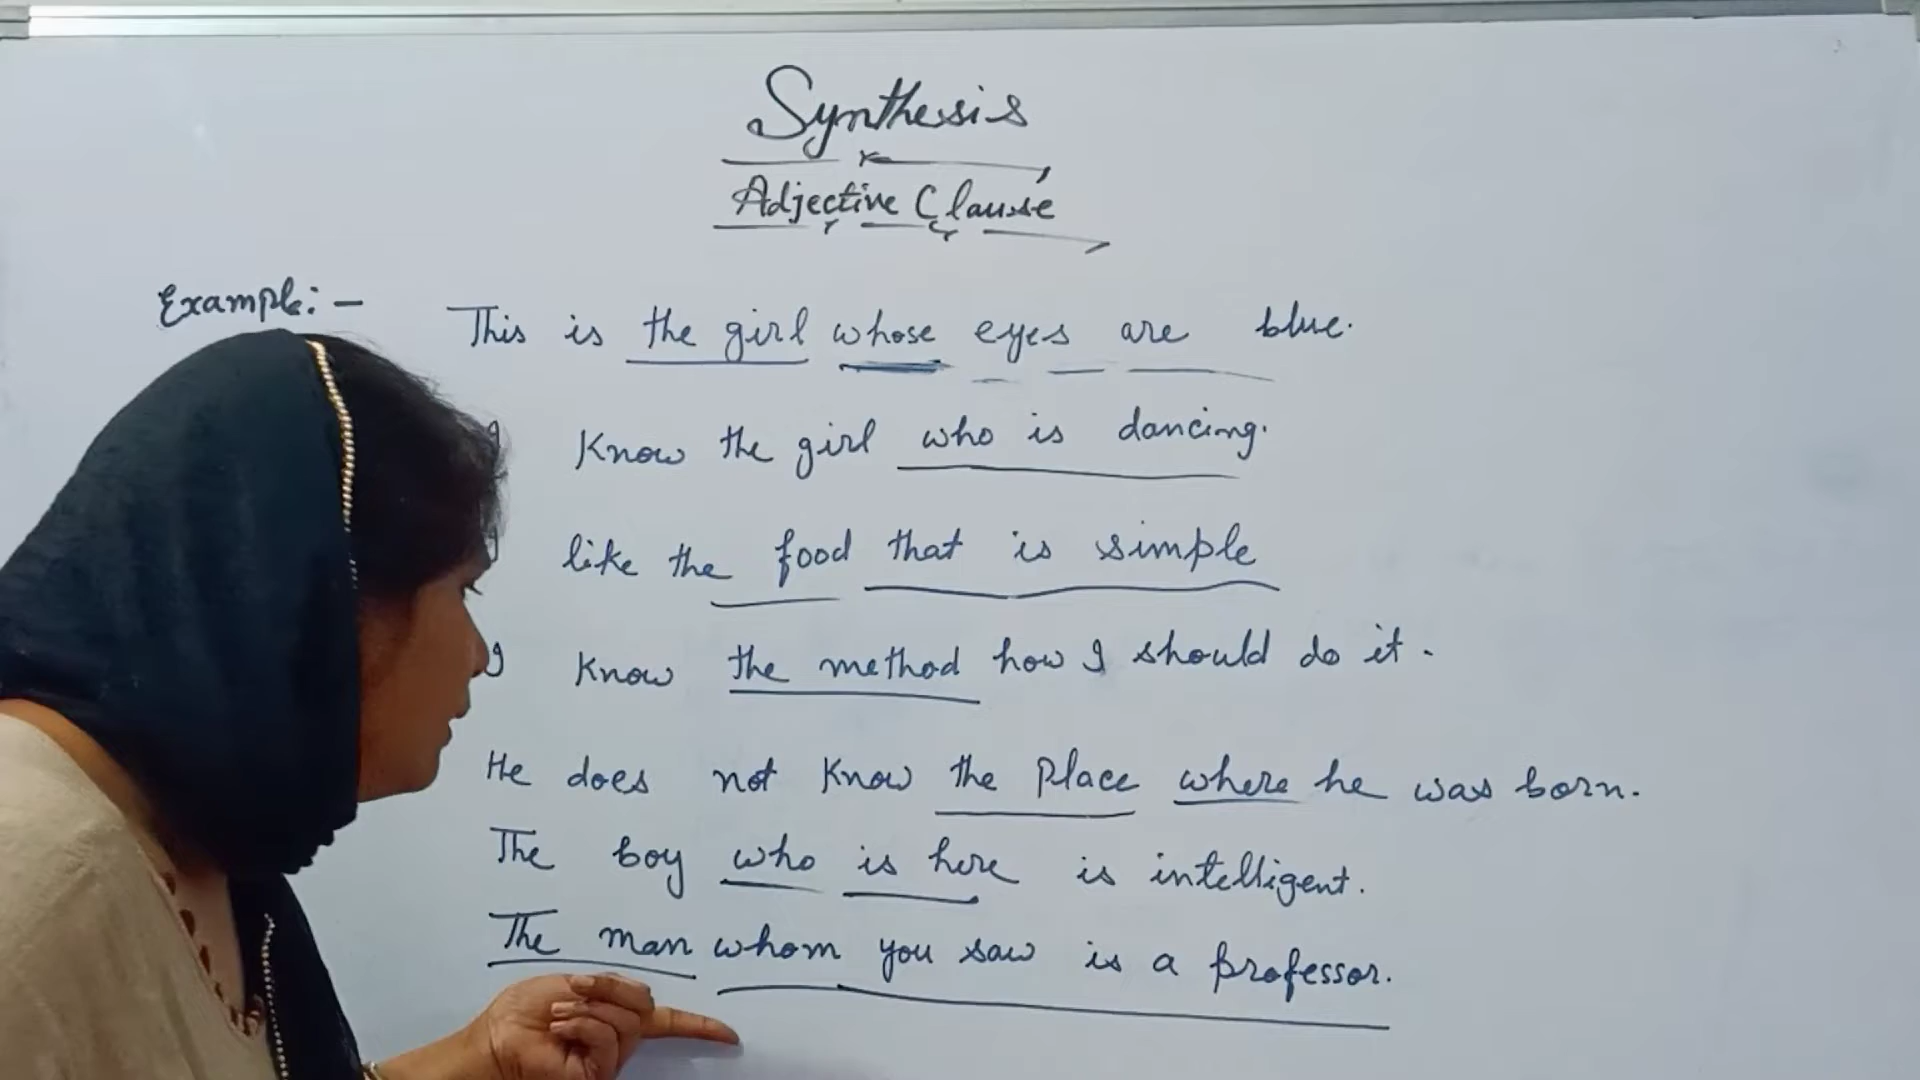 Synthesis
Adjective Clause
Example:-
This is the girl whose eyes are blue.
I know the girl who is dancing.
I like the food that is simple
I know the method how I should do it.
He does not know the place where he was born.
The boy who is here is intelligent.
The man whom you saw is a professor.